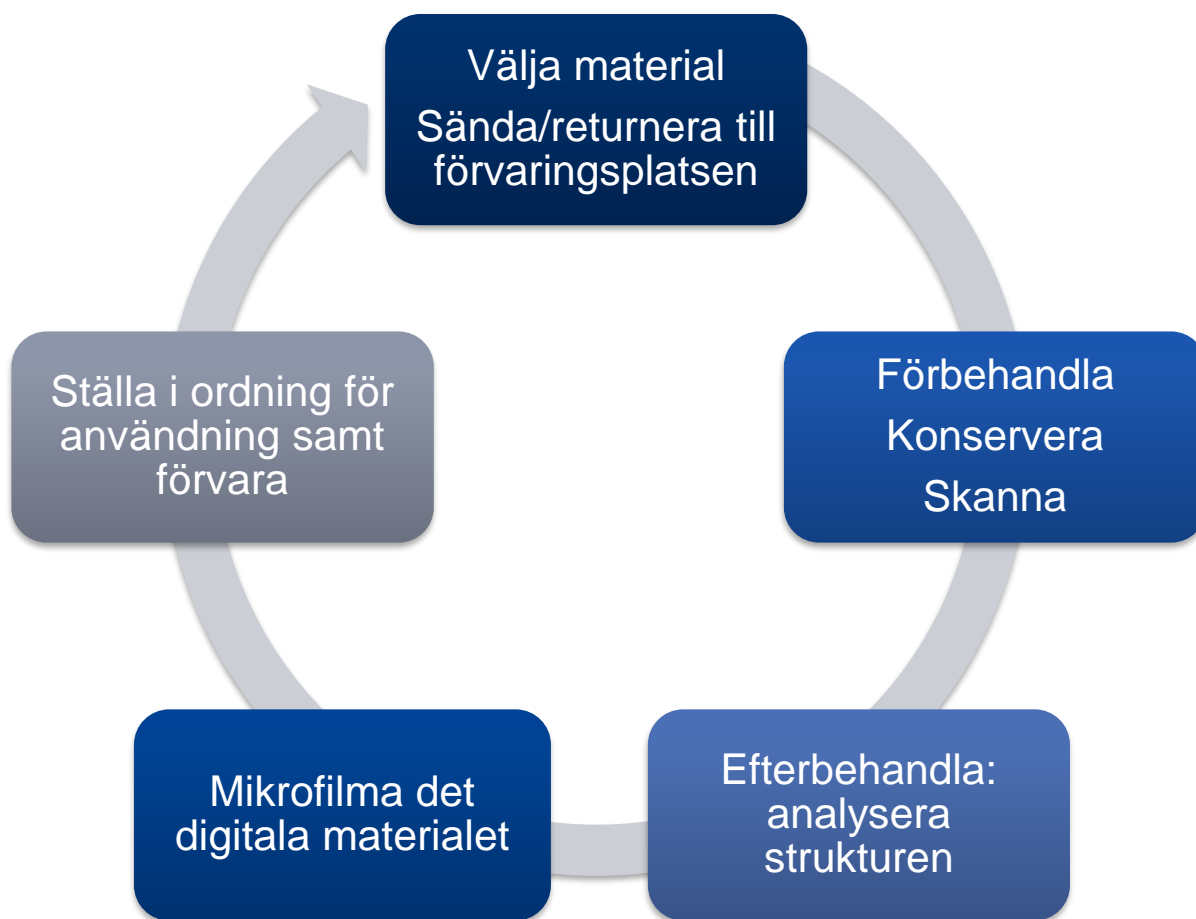 Välja material
Sända/returnera till
förvaringsplatsen
Förbehandla
Konservera
Skanna
Efterbehandla:
analysera
strukturen
Mikrofilma det
digitala materialet
Ställa i ordning för
användning samt
förvara